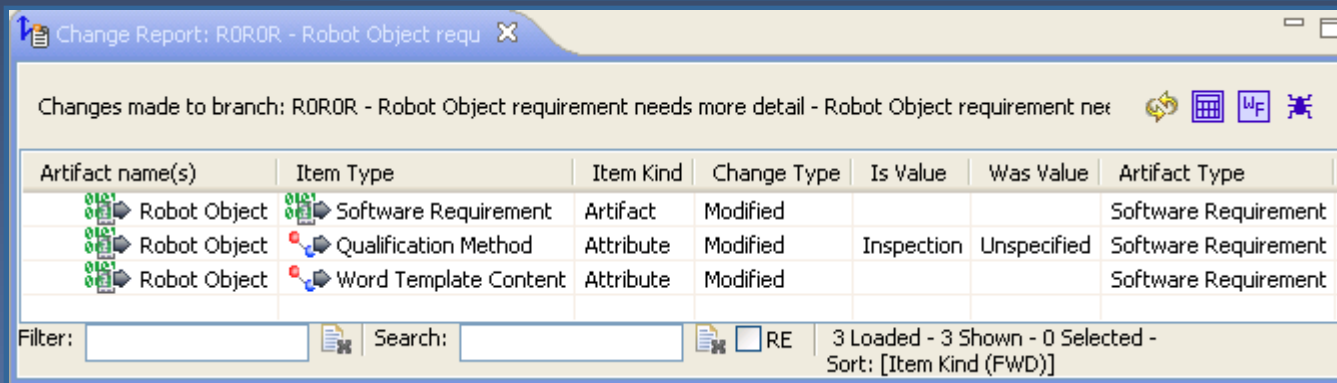 Change Report: R0R0R - Robot Object requ
Changes made to branch: R0R0R - Robot Object requirement needs more detail - Robot Object requirement nee
WF
Artifact name(s) Item Type Item Kind Change Type Is Value Was Value Artifact Type
Robot Object Software Requirement Artifact Modified Software Requirement
Robot Object Qualification Method Attribute Modified Inspection Unspecified Software Requirement
Robot Object Word Template Content Attribute Modified Software Requirement
Filter: Search: RE 3 Loaded - 3 Shown - 0 Selected -
Sort: [Item Kind (FWD)]